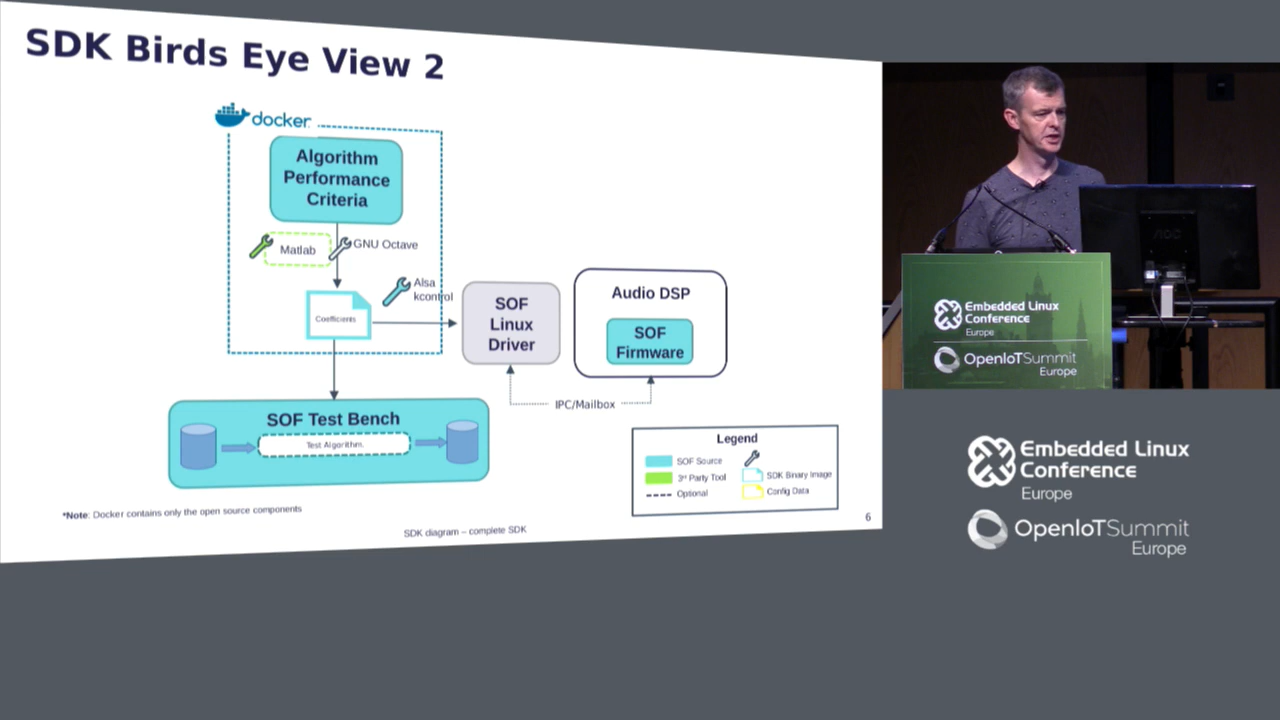 SDK Birds Eye View 2
docker
Algorithm
Performance
Criteria
Matlab
GNU Octave
Alsa
kcontrol
Coefficients
SOF
Linux
Driver
Audio DSP
SOF
Firmware
IPC/Mailbox
SOF Test Bench
Test Algorithm.
Legend
SOF Source
3rd Party Tool
SDK Binary Image
Optional
Config Data
*Note: Docker contains only the open source components
SDK diagram – complete SDK
6
AOC
Embedded Linux
Conference
Europe
OpenIoTSummit
Europe
Embedded Linux
Conference
Europe
OpenIoTSummit
Europe